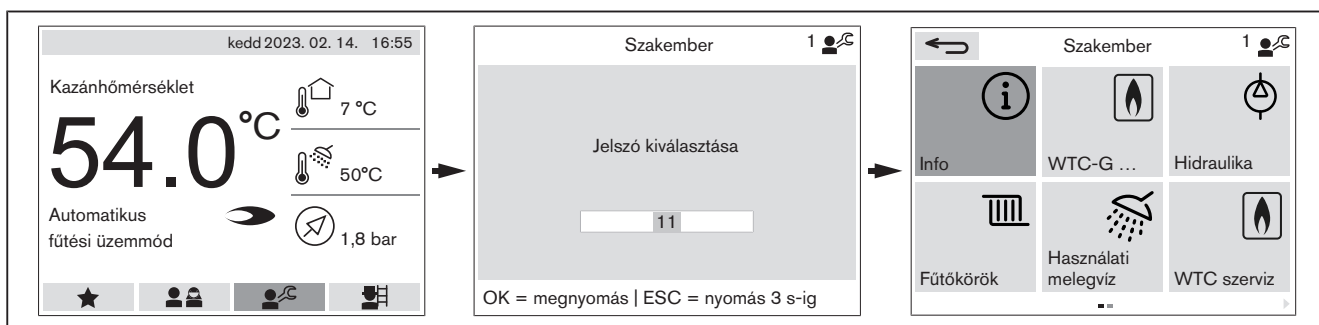 kedd 2023. 02. 14. 16:55
Kazánhőmérséklet
54.0°C
7 °C
50°C
1,8 bar
Automatikus
fűtési üzemmód
Szakember 1
Jelszó kiválasztása
11
OK = megnyomás | ESC = nyomás 3 s-ig
Szakember 1
Info
WTC-G ...
Hidraulika
Fűtőkörök
Használati
melegvíz
WTC szerviz